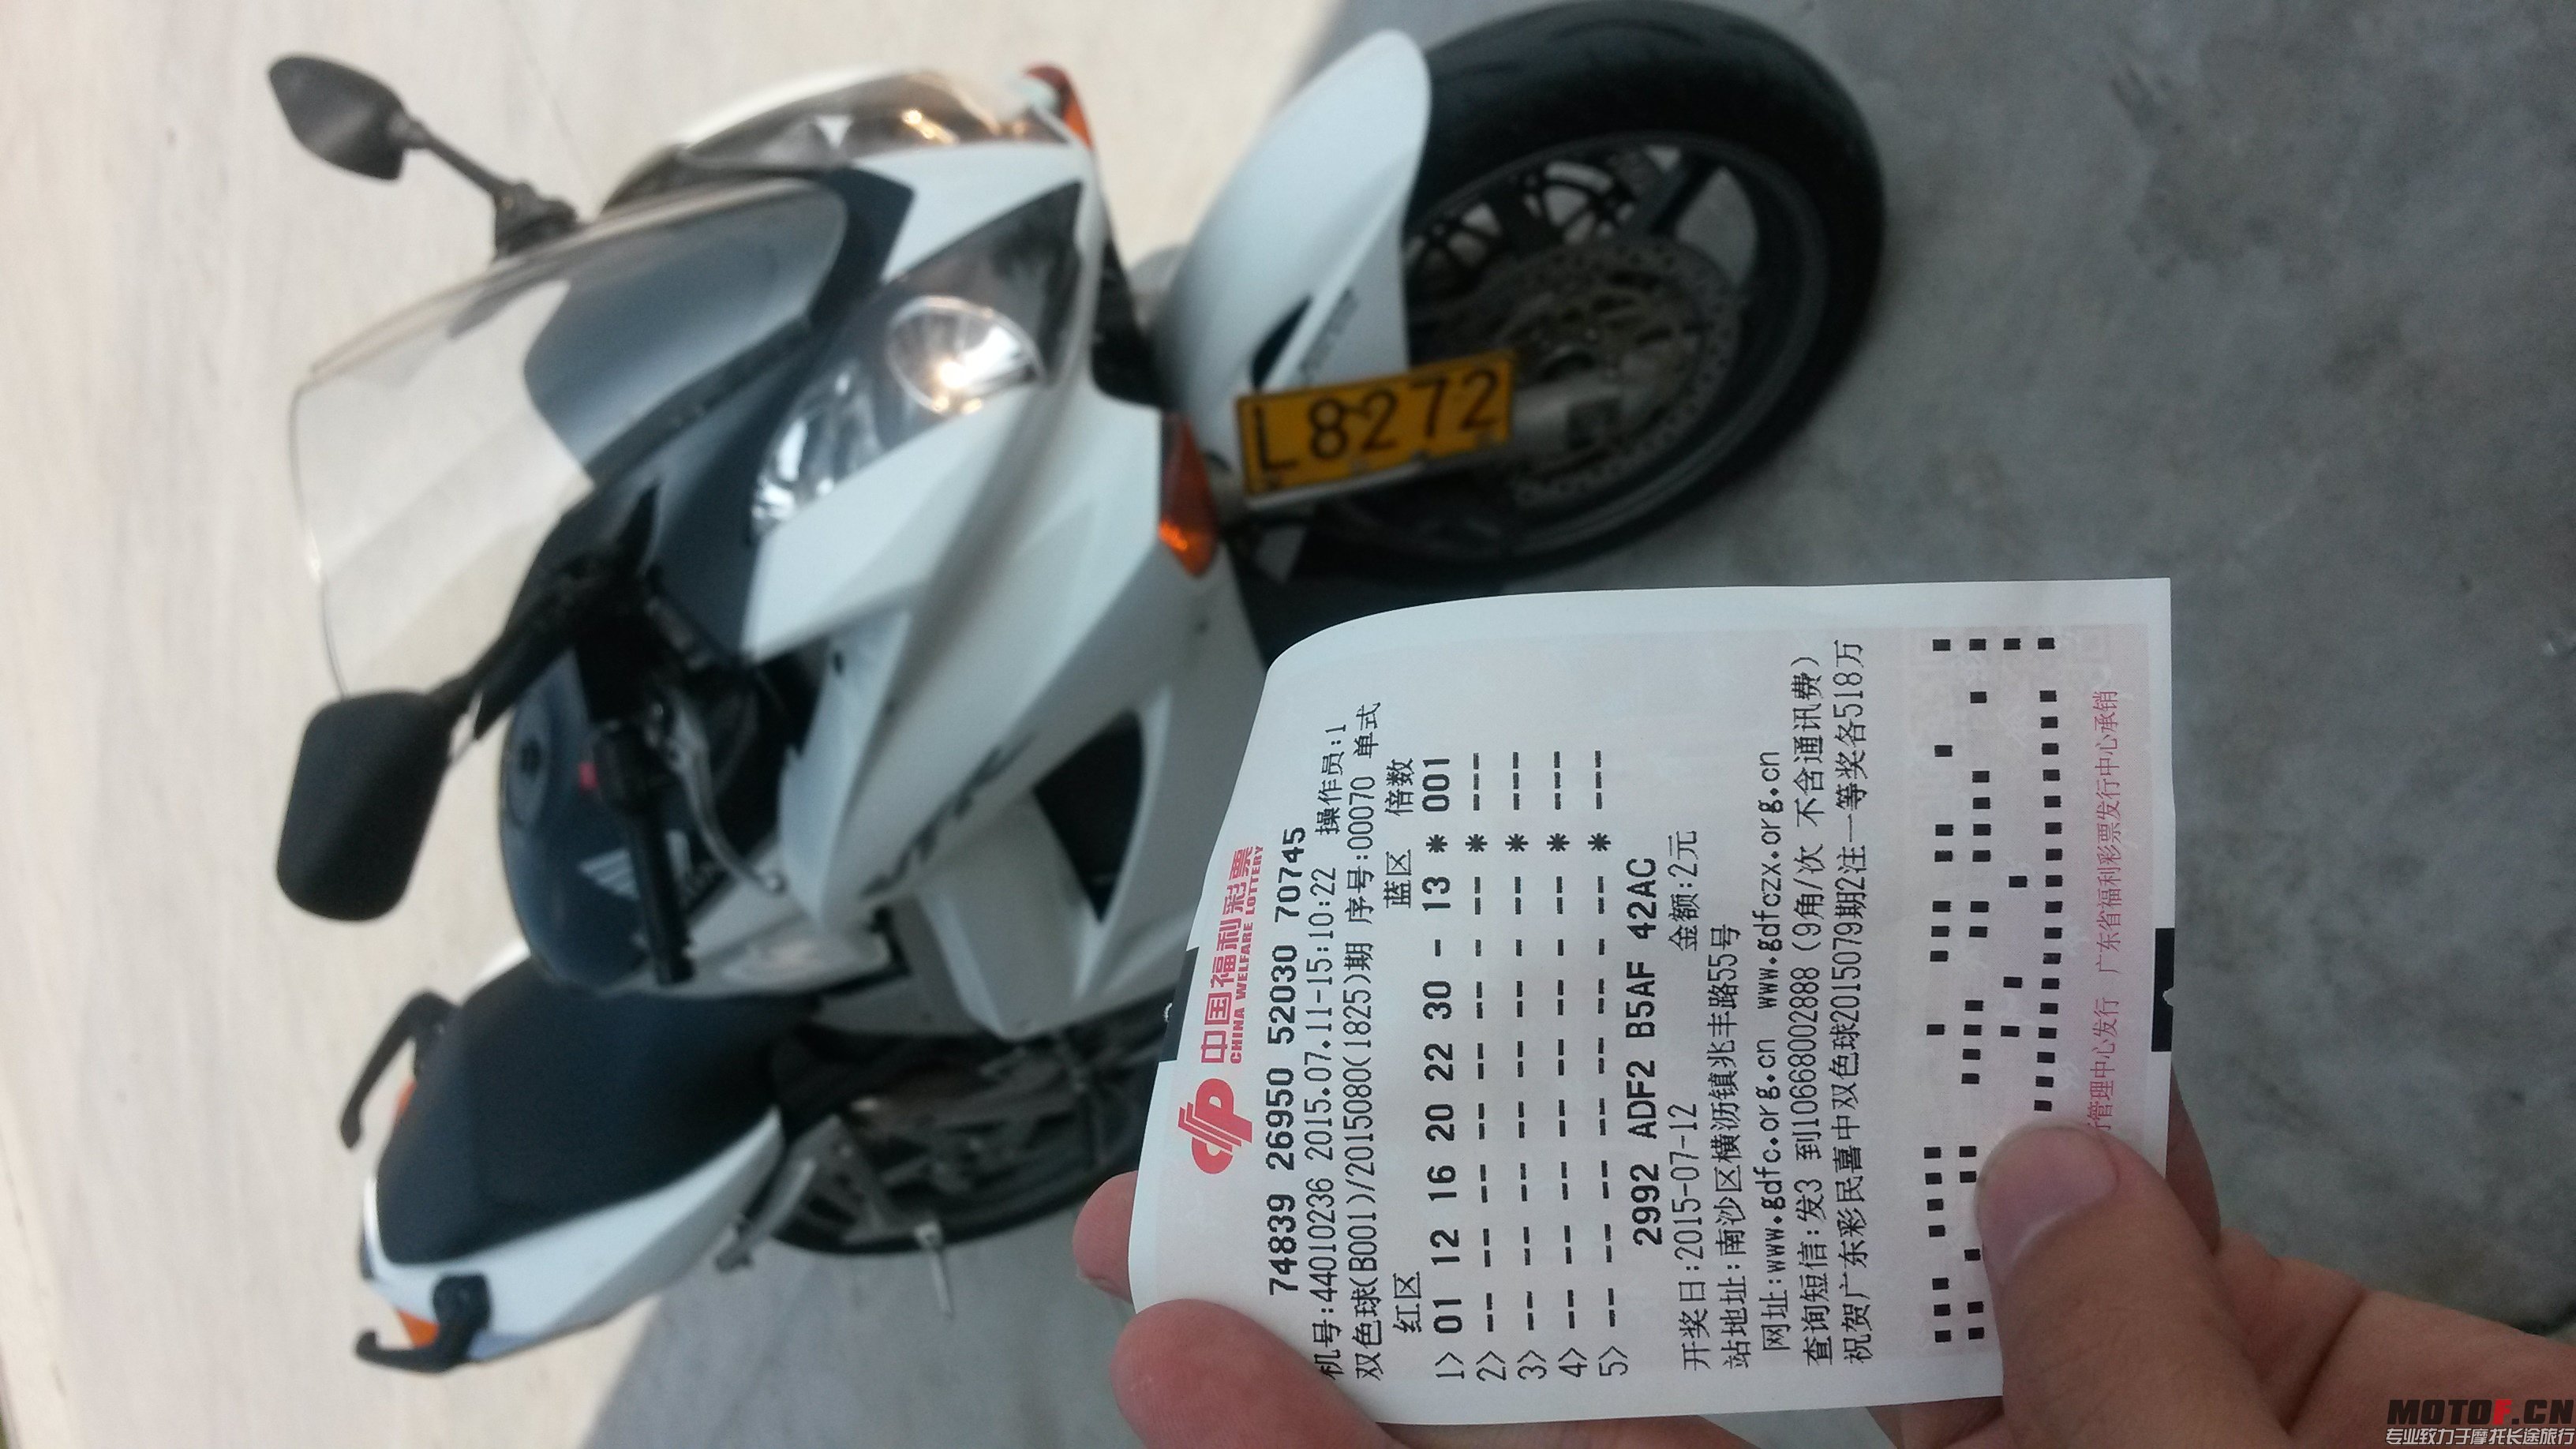 中国福利彩票
CHINA WELFARE LOTTERY
74839 26950 52030 70745
机号:44010236 2015.07.11-15:10:22 操作员:1
双色球(B001)/2015080(1825)期 序号:00070 单式
红区 蓝区 倍数
1> 01 12 16 20 22 30 - 13 * 001
2> -- -- -- -- -- -- -- * ---
3> -- -- -- -- -- -- -- * ---
4> -- -- -- -- -- -- -- * ---
5> -- -- -- -- -- -- -- * ---
2992 ADF2 B5AF 42AC
开奖日:2015-07-12 金额:2元
站地址:南沙区横沥镇兆丰路55号
网址:www.gdfc.org.cn www.gdfczx.org.cn
查询短信:发3 到106680002888(9角/次 不含通讯费)
祝贺广东彩民喜中双色球2015079期2注一等奖各518万
管理中心发行 广东省福利彩票发行中心承销
L8272
MOTOF.CN
专业致力于摩托长途旅行